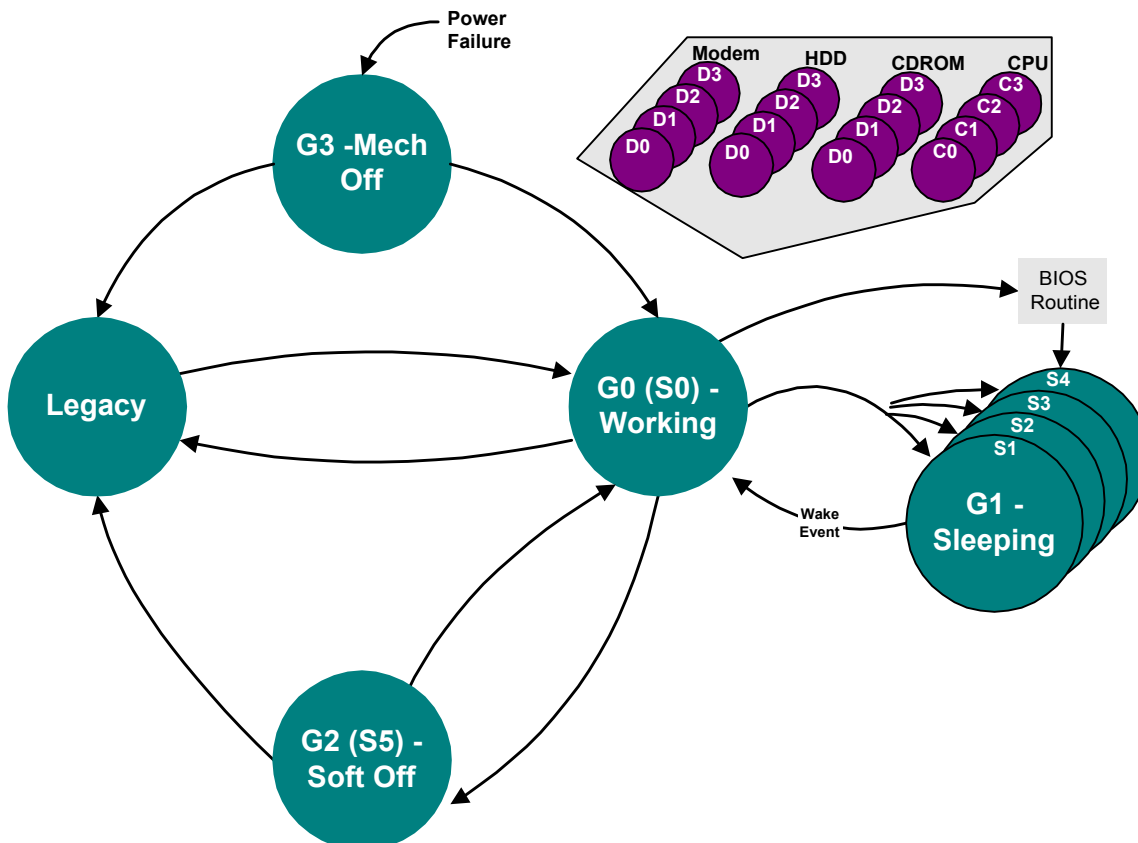 Power
Failure
G3 -Mech
Off
Modem
HDD
CDROM
CPU
D3
D2
D1
D0
D3
D2
D1
D0
D3
D2
D1
D0
C3
C2
C1
C0
BIOS
Routine
Legacy
G0 (S0) -
Working
S4
S3
S2
S1
G1 -
Sleeping
Wake
Event
G2 (S5) -
Soft Off